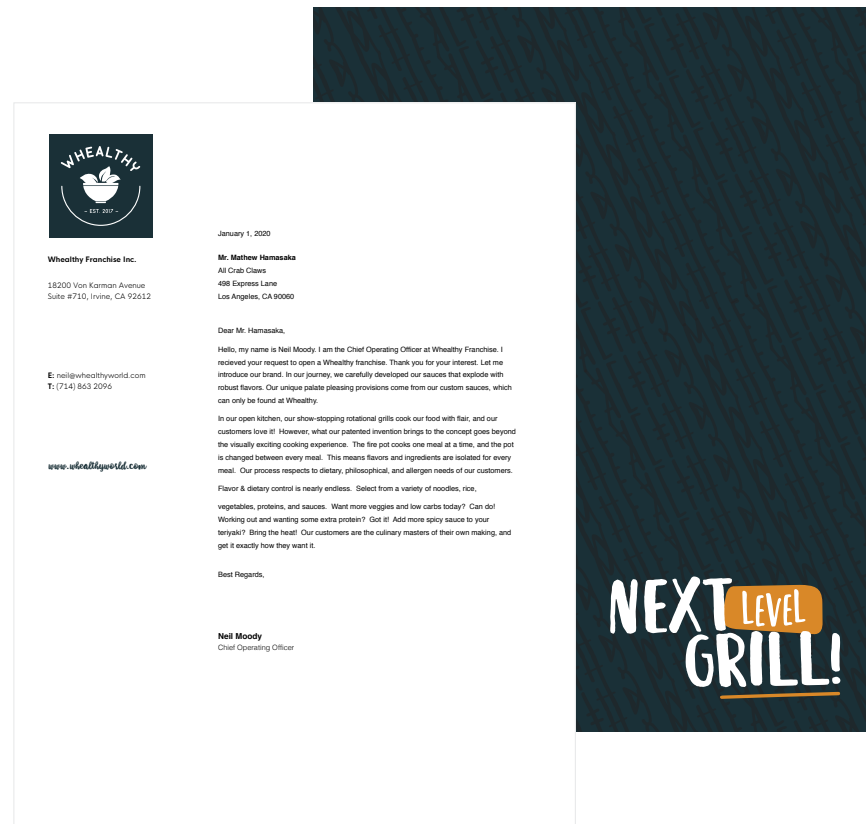 WHEALTHY
- EST. 2017 -
Whealthy Franchise Inc.
18200 Von Karman Avenue
Suite #710, Irvine, CA 92612
E: neil@whealthyworld.com
T: (714) 863 2096
www.whealthyworld.com
January 1, 2020
Mr. Mathew Hamasaka
All Crab Claws
498 Express Lane
Los Angeles, CA 90060
Dear Mr. Hamasaka,
Hello, my name is Neil Moody. I am the Chief Operating Officer at Whealthy Franchise. I
recieved your request to open a Whealthy franchise. Thank you for your interest. Let me
introduce our brand. In our journey, we carefully developed our sauces that explode with
robust flavors. Our unique palate pleasing provisions come from our custom sauces, which
can only be found at Whealthy.
In our open kitchen, our show-stopping rotational grills cook our food with flair, and our
customers love it!  However, what our patented invention brings to the concept goes beyond
the visually exciting cooking experience.  The fire pot cooks one meal at a time, and the pot
is changed between every meal.  This means flavors and ingredients are isolated for every
meal.  Our process respects to dietary, philosophical, and allergen needs of our customers.
Flavor & dietary control is nearly endless.  Select from a variety of noodles, rice,
vegetables, proteins, and sauces.  Want more veggies and low carbs today?  Can do!
Working out and wanting some extra protein?  Got it!  Add more spicy sauce to your
teriyaki?  Bring the heat!  Our customers are the culinary masters of their own making, and
get it exactly how they want it.
Best Regards,
Neil Moody
Chief Operating Officer
NEXT LEVEL
GRILL!